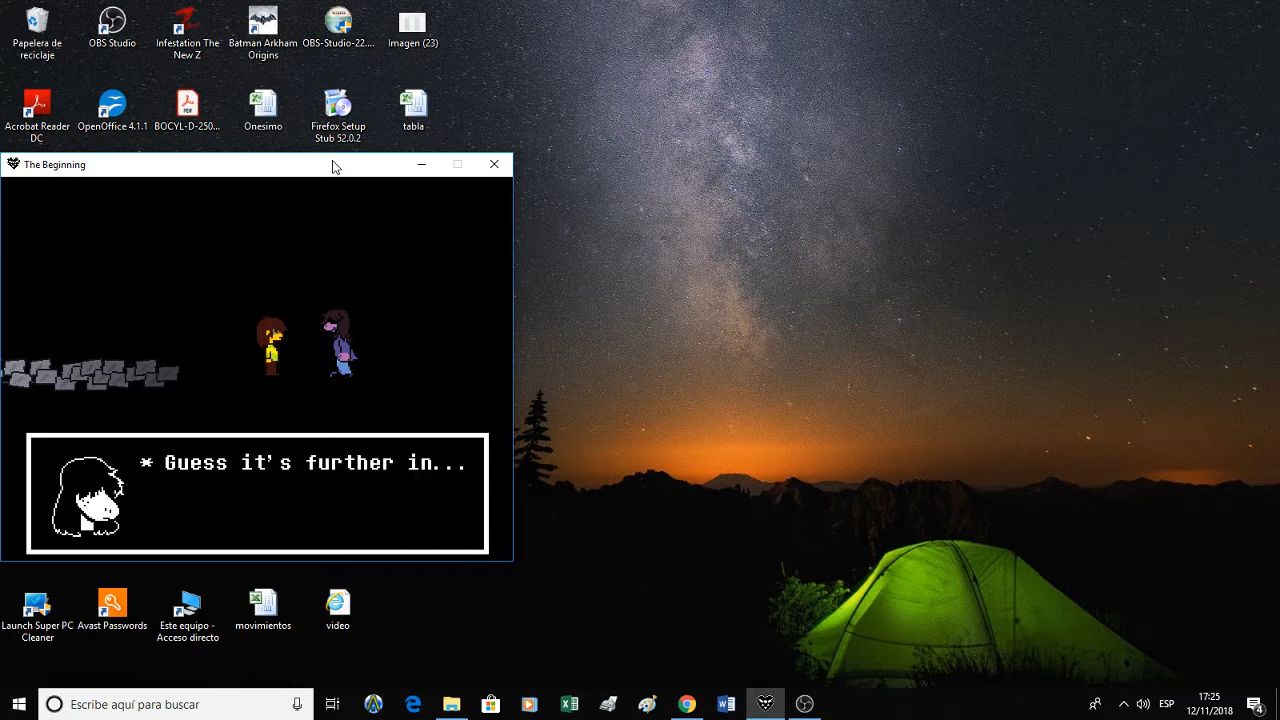 Papelera de reciclaje
OBS Studio
Infestation The New Z
Batman Arkham Origins
OBS-Studio-22....
Imagen (23)
Acrobat Reader DC
OpenOffice 4.1.1
BOCYL-D-250...
Onesimo
Firefox Setup Stub 52.0.2
tabla
The Beginning
* Guess it's further in...
Launch Super PC Cleaner
Avast Passwords
Este equipo - Acceso directo
movimientos
video
Escribe aquí para buscar
ESP
17:25
12/11/2018
4